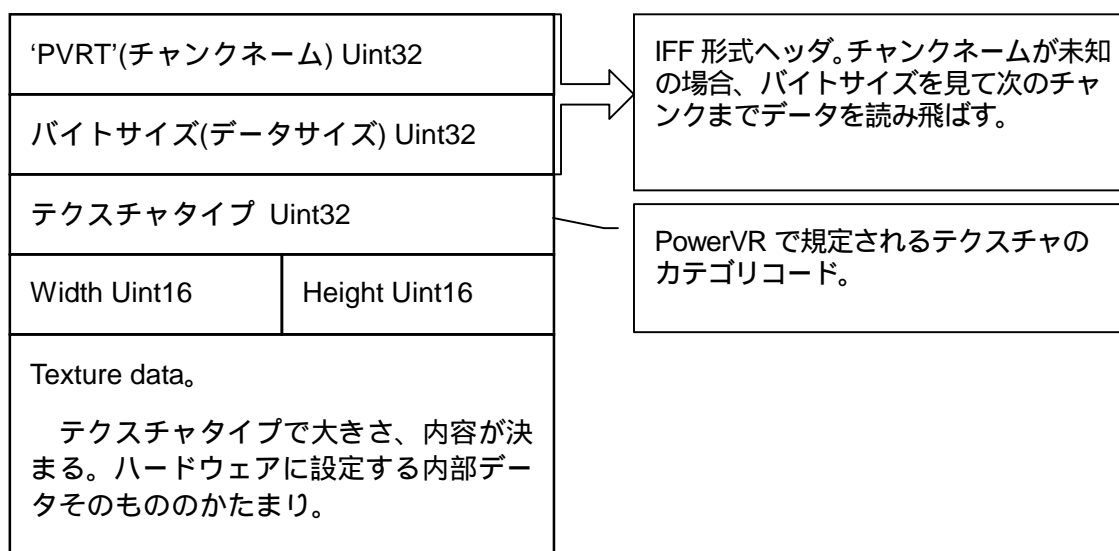 ‘PVRT’(チャンクネーム) Uint32
バイトサイズ(データサイズ) Uint32
テクスチャタイプ Uint32
Width Uint16
Height Uint16
Texture data。
テクスチャタイプで大きさ、内容が決
まる。ハードウェアに設定する内部デー
タそのもののかたまり。
IFF 形式ヘッダ。チャンクネームが未知
の場合、バイトサイズを見て次のチャ
ンクまでデータを読み飛ばす。
PowerVR で規定されるテクスチャの
カテゴリコード。